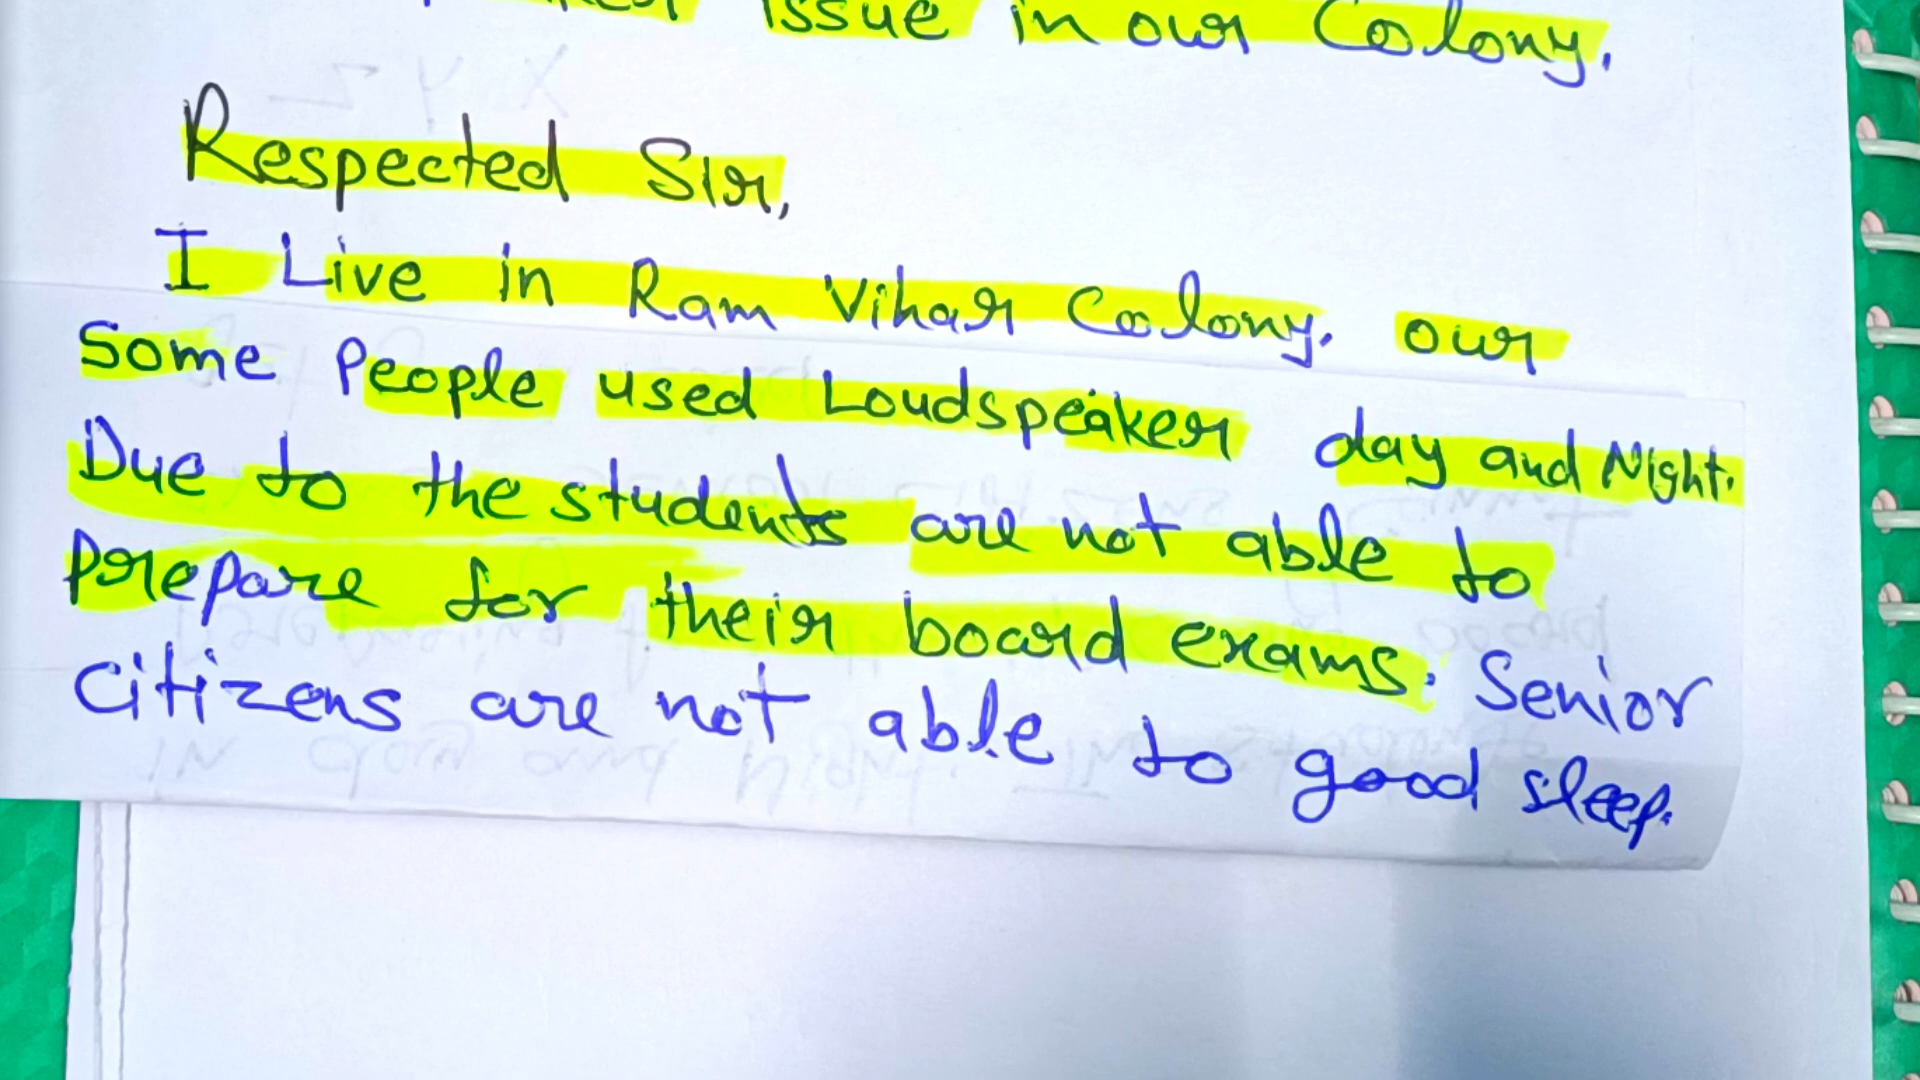 issue in our Colony.
Respected Sir,
I Live in Ram Vihar Colony. our
Some People used Loudspeaker day and Night.
Due to the students are not able to
Prepare for their board exams. Senior
Citizens are not able to good sleep.